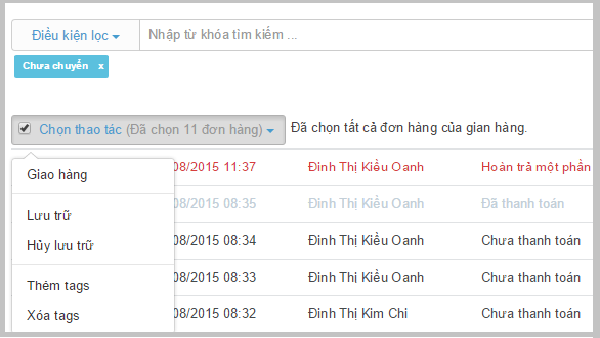 Điều kiện lọc Nhập từ khóa tìm kiếm ...
Chưa chuyển x
Chọn thao tác (Đã chọn 11 đơn hàng) Đã chọn tất cả đơn hàng của gian hàng.
Giao hàng
08/2015 11:37 Đinh Thị Kiều Oanh Hoàn trả một phần
Lưu trữ
08/2015 08:35 Đinh Thị Kiều Oanh Đã thanh toán
Hủy lưu trữ
08/2015 08:34 Đinh Thị Kiều Oanh Chưa thanh toán
Thêm tags
08/2015 08:33 Đinh Thị Kiều Oanh Chưa thanh toán
Xóa tags
08/2015 08:32 Đinh Thị Kim Chi Chưa thanh toán